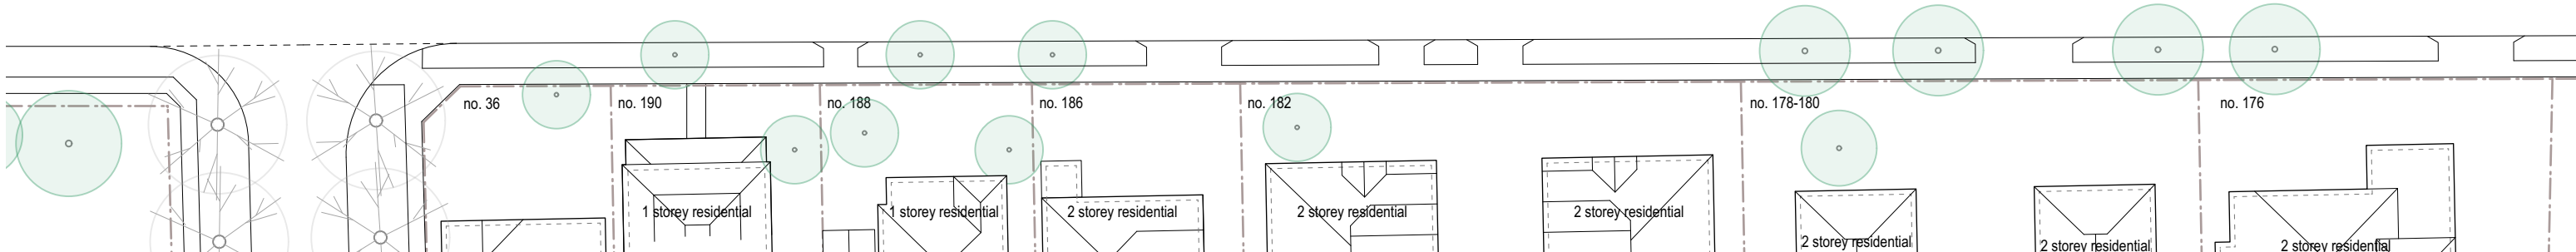 no. 36
no. 190
no. 188
no. 186
no. 182
no. 178-180
no. 176
1 storey residential
1 storey residential
2 storey residential
2 storey residential
2 storey residential
2 storey residential
2 storey residential
2 storey residential